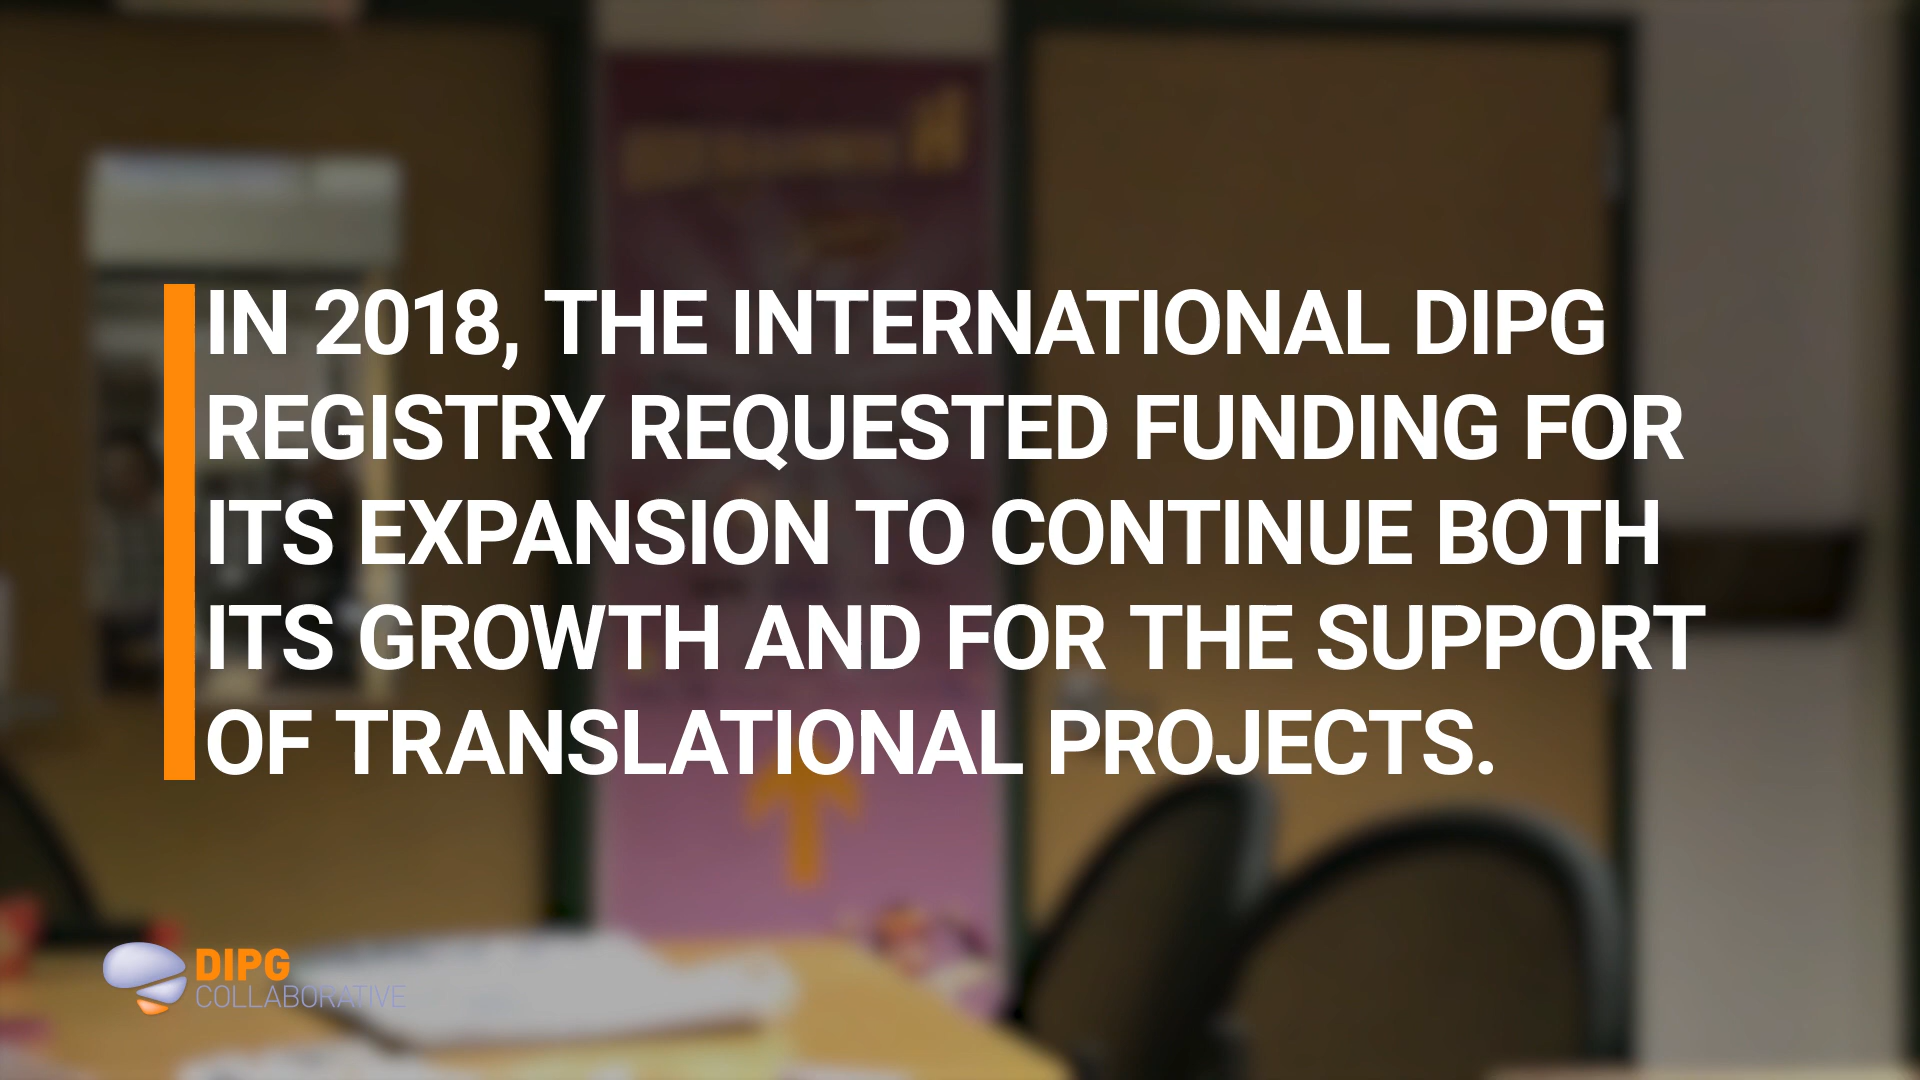 IN 2018, THE INTERNATIONAL DIPG
REGISTRY REQUESTED FUNDING FOR
ITS EXPANSION TO CONTINUE BOTH
ITS GROWTH AND FOR THE SUPPORT
OF TRANSLATIONAL PROJECTS.
DIPG
COLLABORATIVE